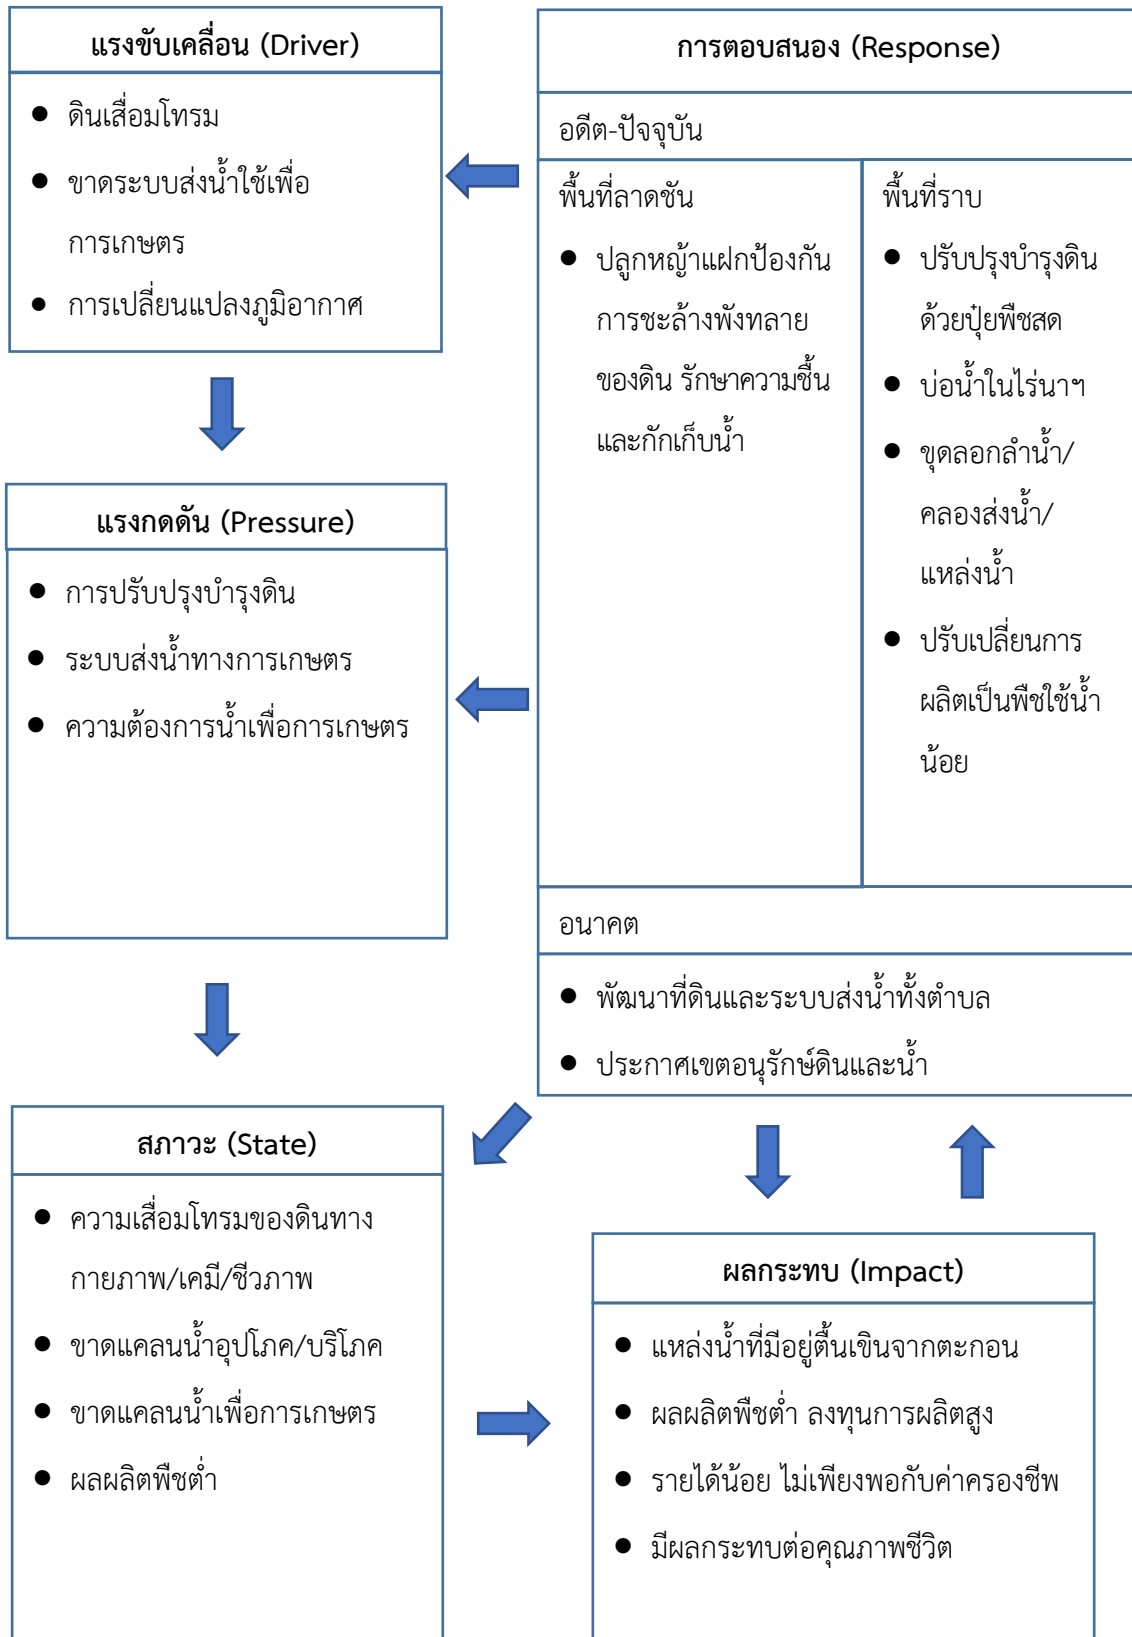 แรงขับเคลื่อน (Driver)
● ดินเสื่อมโทรม
● ขาดระบบส่งน้ำใช้เพื่อ
การเกษตร
● การเปลี่ยนแปลงภูมิอากาศ
แรงกดดัน (Pressure)
● การปรับปรุงบำรุงดิน
● ระบบส่งน้ำทางการเกษตร
● ความต้องการน้ำเพื่อการเกษตร
สภาวะ (State)
● ความเสื่อมโทรมของดินทาง
กายภาพ/เคมี/ชีวภาพ
● ขาดแคลนน้ำอุปโภค/บริโภค
● ขาดแคลนน้ำเพื่อการเกษตร
● ผลผลิตพืชต่ำ
การตอบสนอง (Response)
อดีต-ปัจจุบัน
พื้นที่ลาดชัน
● ปลูกหญ้าแฝกป้องกัน
การชะล้างพังทลาย
ของดิน รักษาความชื้น
และกักเก็บน้ำ
พื้นที่ราบ
● ปรับปรุงบำรุงดิน
ด้วยปุ๋ยพืชสด
● บ่อน้ำในไร่นาฯ
● ขุดลอกลำน้ำ/
คลองส่งน้ำ/
แหล่งน้ำ
● ปรับเปลี่ยนการ
ผลิตเป็นพืชใช้น้ำ
น้อย
อนาคต
● พัฒนาที่ดินและระบบส่งน้ำทั้งตำบล
● ประกาศเขตอนุรักษ์ดินและน้ำ
ผลกระทบ (Impact)
● แหล่งน้ำที่มีอยู่ตื้นเขินจากตะกอน
● ผลผลิตพืชต่ำ ลงทุนการผลิตสูง
● รายได้น้อย ไม่เพียงพอกับค่าครองชีพ
● มีผลกระทบต่อคุณภาพชีวิต